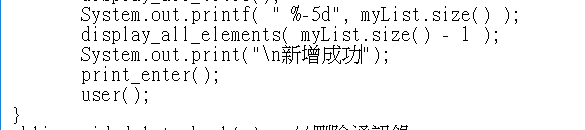 System.out.printf( " %-5d", myList.size() );
display_all_elements( myList.size() - 1 );
System.out.print("\n新增成功");
print_enter();
user();
}